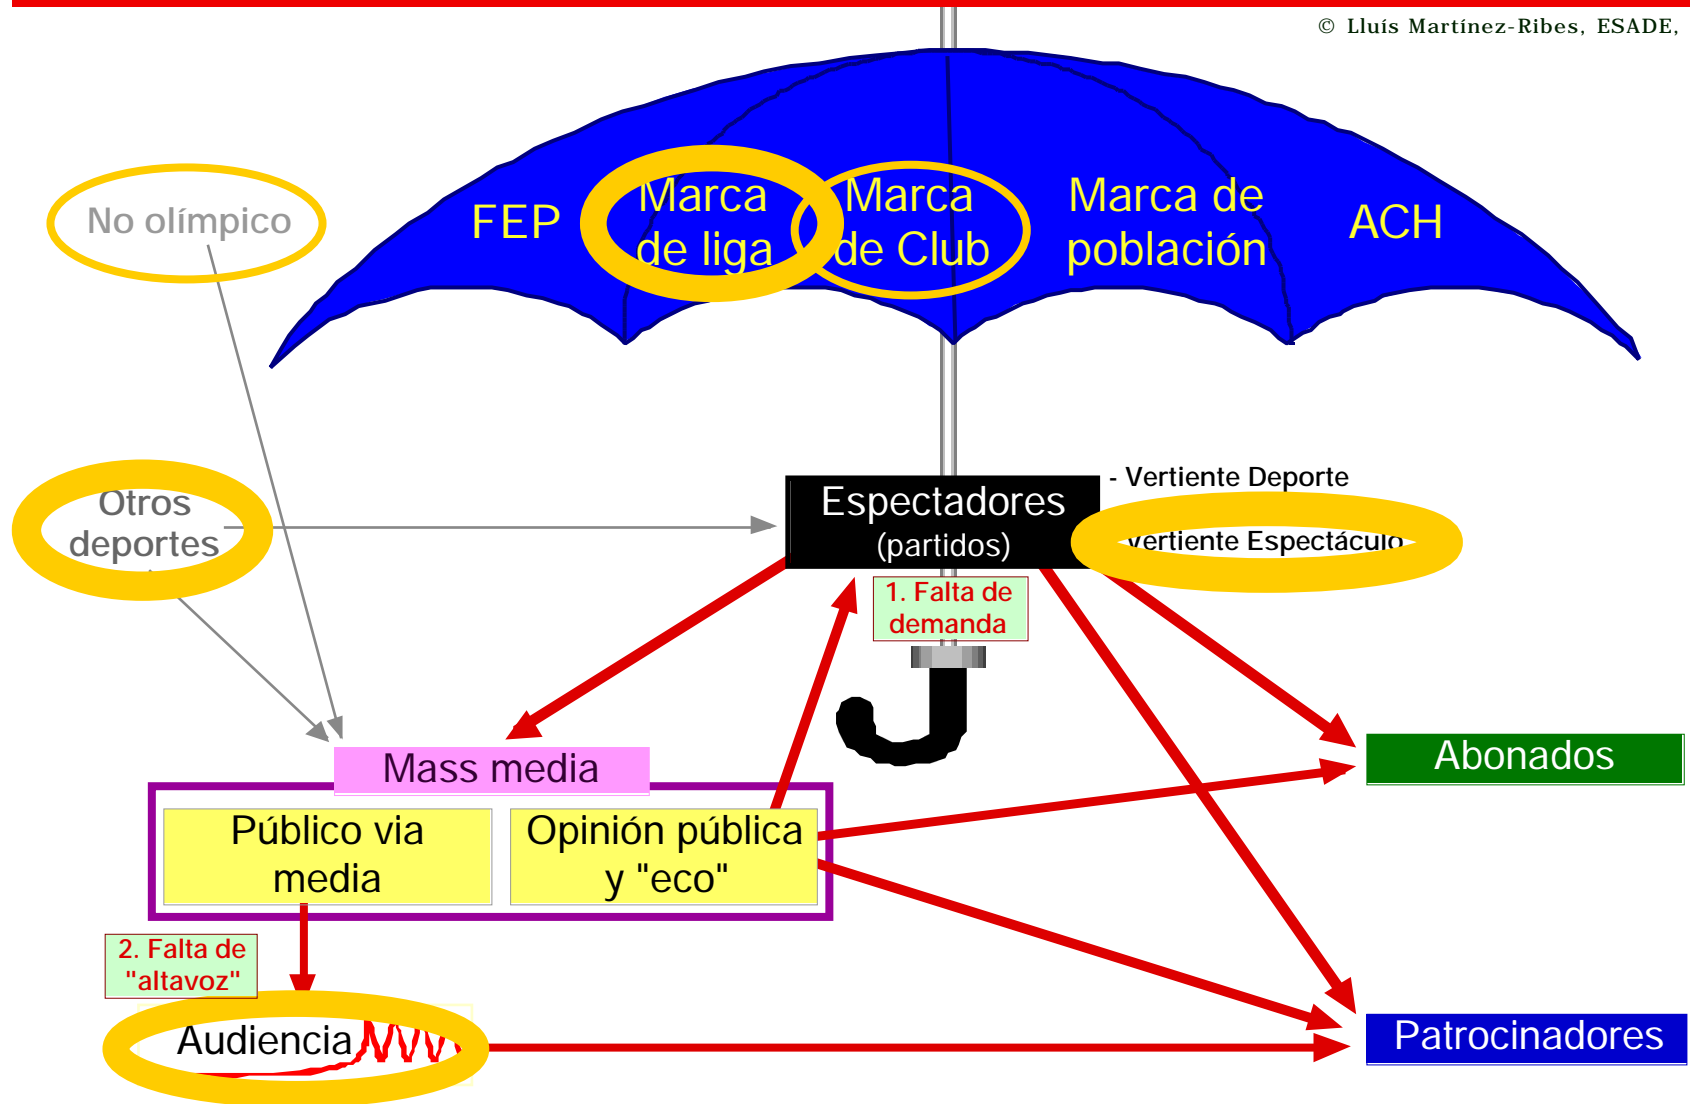 © Lluís Martínez-Ribes, ESADE,
No olímpico
FEP
Marca
de liga
Marca
de Club
Marca de
población
ACH
Otros
deportes
Espectadores
(partidos)
- Vertiente Deporte
Vertiente Espectáculo
1. Falta de
demanda
Mass media
Público via
media
Opinión pública
y "eco"
Abonados
2. Falta de
"altavoz"
Audiencia
Patrocinadores